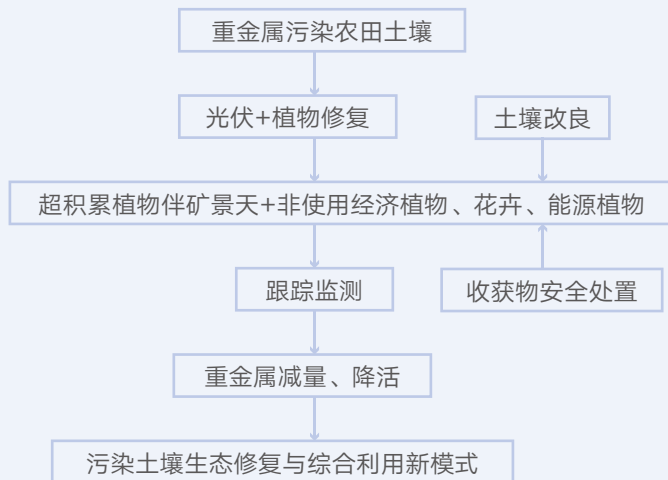 重金属污染农田土壤
光伏+植物修复
土壤改良
超积累植物伴矿景天+非使用经济植物、花卉、能源植物
跟踪监测
收获物安全处置
重金属减量、降活
污染土壤生态修复与综合利用新模式